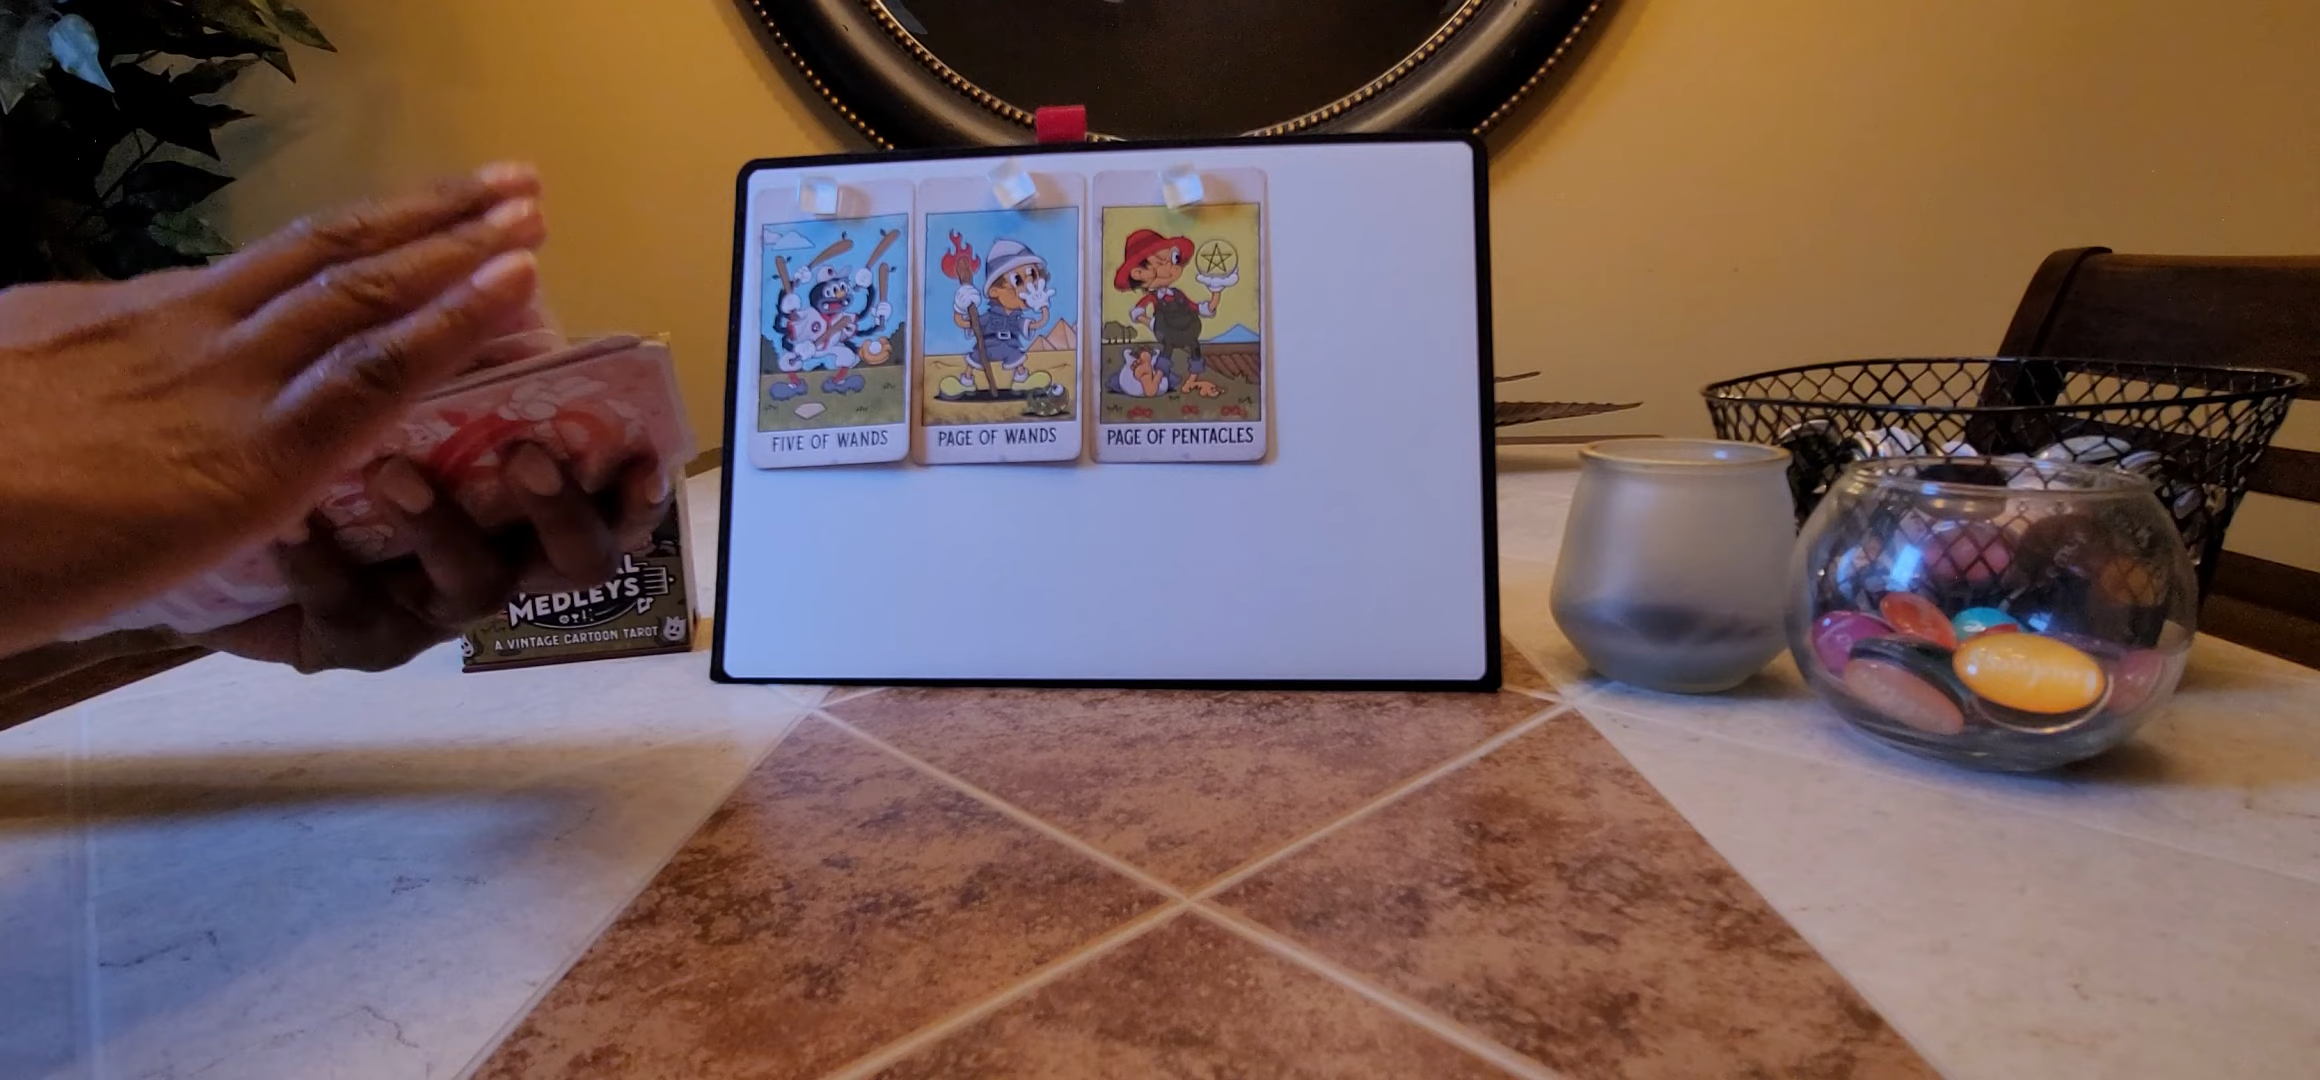 FIVE OF WANDS
PAGE OF WANDS
PAGE OF PENTACLES
MEDLEYS
A VINTAGE CARTOON TAROT